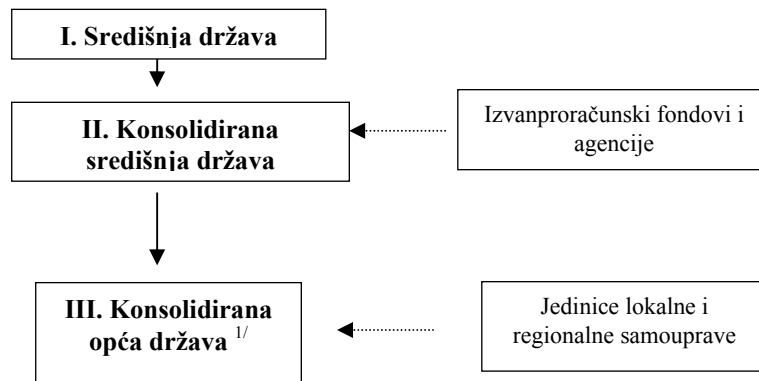 I. Središnja država
II. Konsolidirana
središnja država
Izvanproračunski fondovi i
agencije
III. Konsolidirana
opća država 1/
Jedinice lokalne i
regionalne samouprave